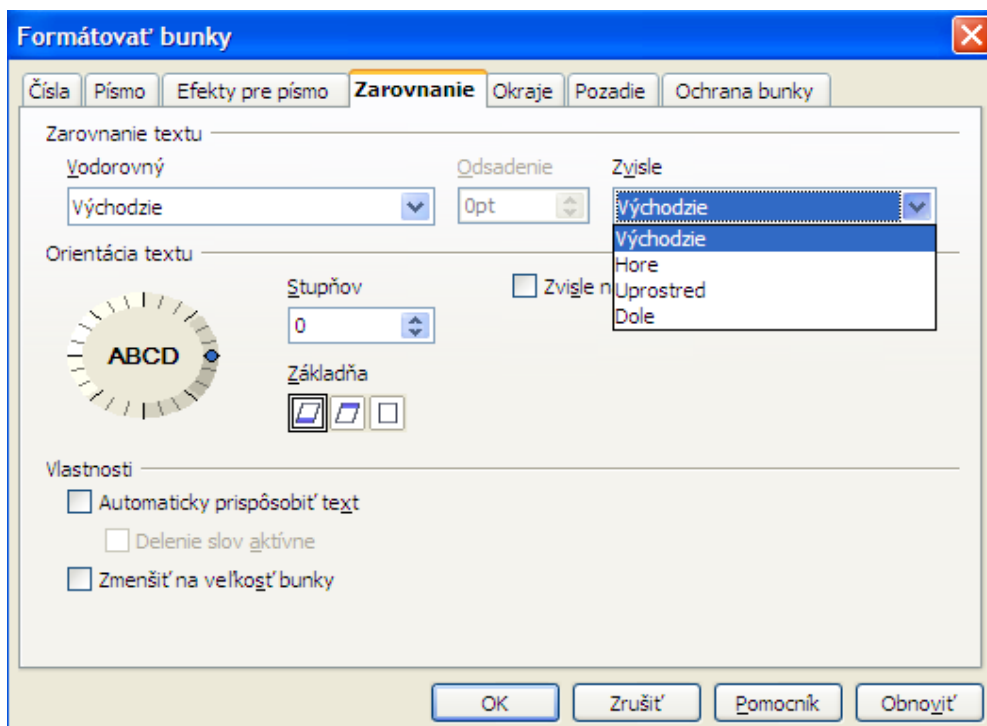 Formátovať bunky
Čísla Písmo Efekty pre písmo Zarovnanie Okraje Pozadie Ochrana bunky
Zarovnanie textu
Vodorovný Odsadenie Zvisle
Východzie 0pt Východzie
Východzie
Hore
Uprostred
Dole
Orientácia textu
Stupňov Zvisle
0
ABCD
Základňa
Vlastnosti
Automaticky prispôsobiť text
Delenie slov aktívne
Zmenšiť na veľkosť bunky
OK Zrušiť Pomocník Obnoviť